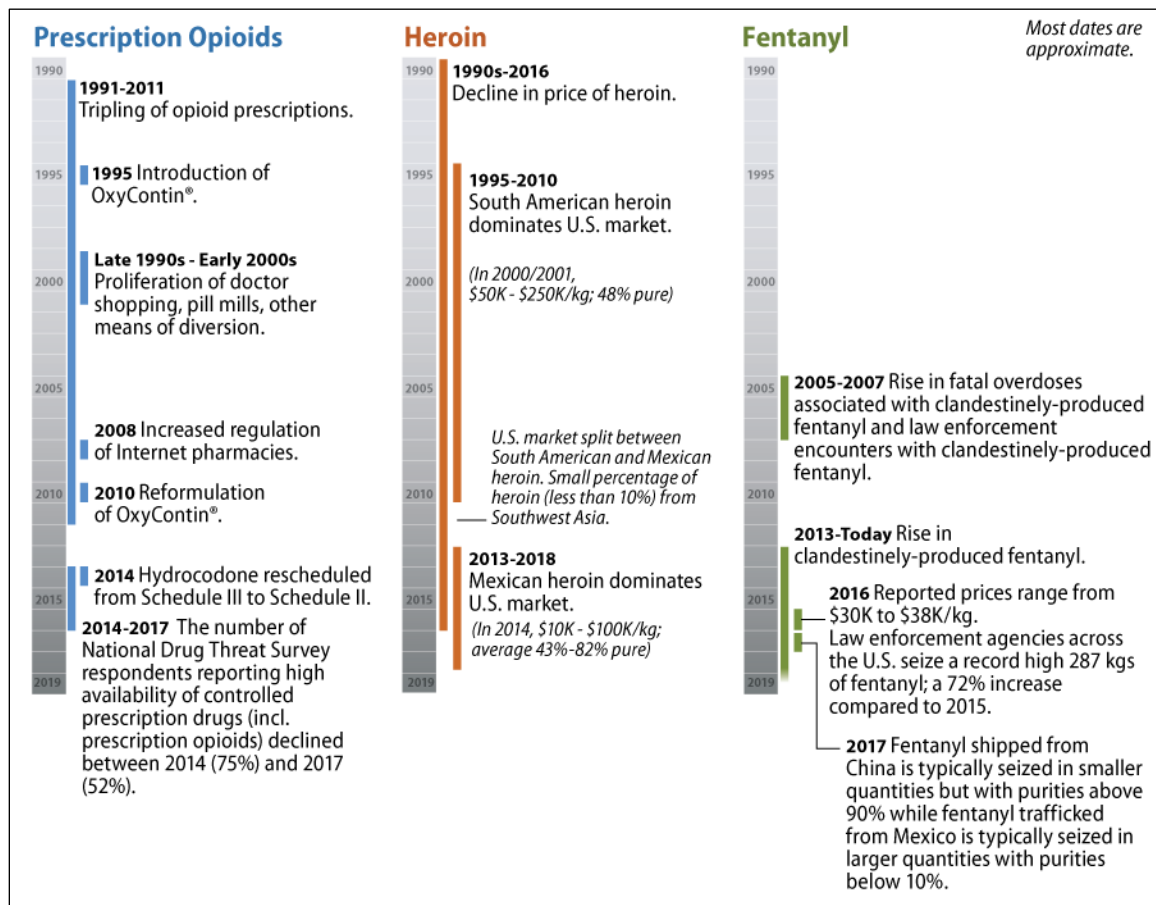 Prescription Opioids
1990
1991-2011
Tripling of opioid prescriptions.
1995
1995 Introduction of
OxyContin®.
Late 1990s - Early 2000s
Proliferation of doctor
shopping, pill mills, other
means of diversion.
2000
2005
2008 Increased regulation
of Internet pharmacies.
2010
2010 Reformulation
of OxyContin®.
2014 Hydrocodone rescheduled
from Schedule III to Schedule II.
2015
2014-2017 The number of
National Drug Threat Survey
respondents reporting high
availability of controlled
prescription drugs (incl.
prescription opioids) declined
between 2014 (75%) and 2017
(52%).
2019
Heroin
1990
1990s-2016
Decline in price of heroin.
1995
1995-2010
South American heroin
dominates U.S. market.
(In 2000/2001,
$50K - $250K/kg; 48% pure)
2000
2005
U.S. market split between
South American and Mexican
heroin. Small percentage of
heroin (less than 10%) from
Southwest Asia.
2010
2013-2018
Mexican heroin dominates
U.S. market.
2015
(In 2014, $10K - $100K/kg;
average 43%-82% pure)
2019
Fentanyl
Most dates are
approximate.
1990
1995
2000
2005
2005-2007 Rise in fatal overdoses
associated with clandestinely-produced
fentanyl and law enforcement
encounters with clandestinely-produced
fentanyl.
2010
2013-Today Rise in
clandestinely-produced fentanyl.
2015
2016 Reported prices range from
$30K to $38K/kg.
Law enforcement agencies across
the U.S. seize a record high 287 kgs
of fentanyl; a 72% increase
compared to 2015.
2019
2017 Fentanyl shipped from
China is typically seized in smaller
quantities but with purities above
90% while fentanyl trafficked
from Mexico is typically seized in
larger quantities with purities
below 10%.